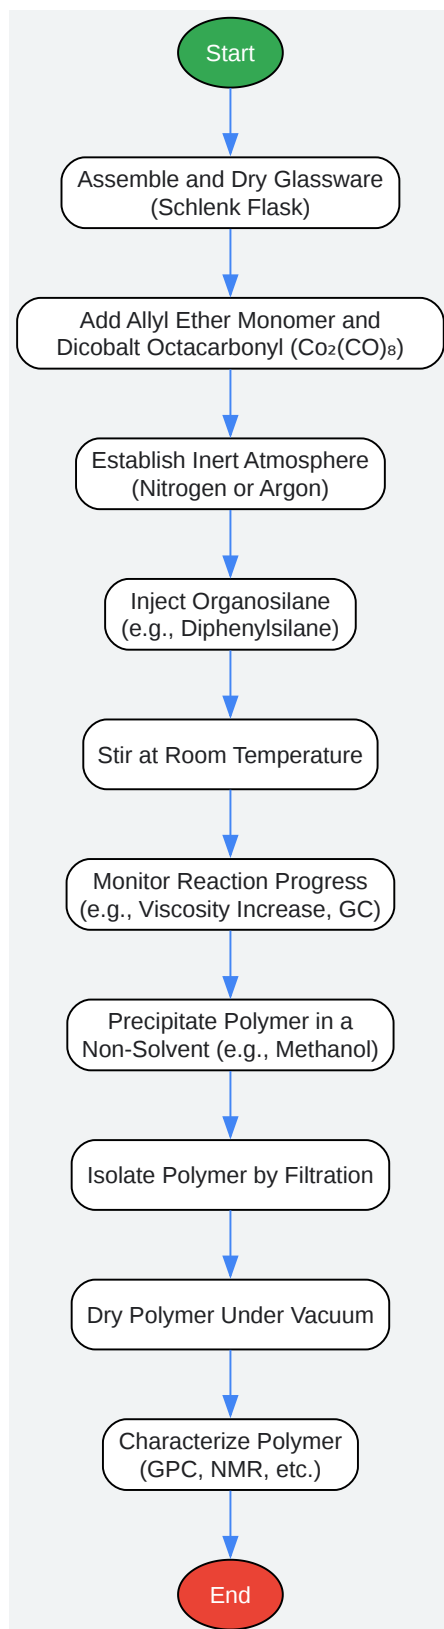 Start
Assemble and Dry Glassware
(Schlenk Flask)
Add Allyl Ether Monomer and
Dicobalt Octacarbonyl (Co₂(CO)₈)
Establish Inert Atmosphere
(Nitrogen or Argon)
Inject Organosilane
(e.g., Diphenylsilane)
Stir at Room Temperature
Monitor Reaction Progress
(e.g., Viscosity Increase, GC)
Precipitate Polymer in a
Non-Solvent (e.g., Methanol)
Isolate Polymer by Filtration
Dry Polymer Under Vacuum
Characterize Polymer
(GPC, NMR, etc.)
End